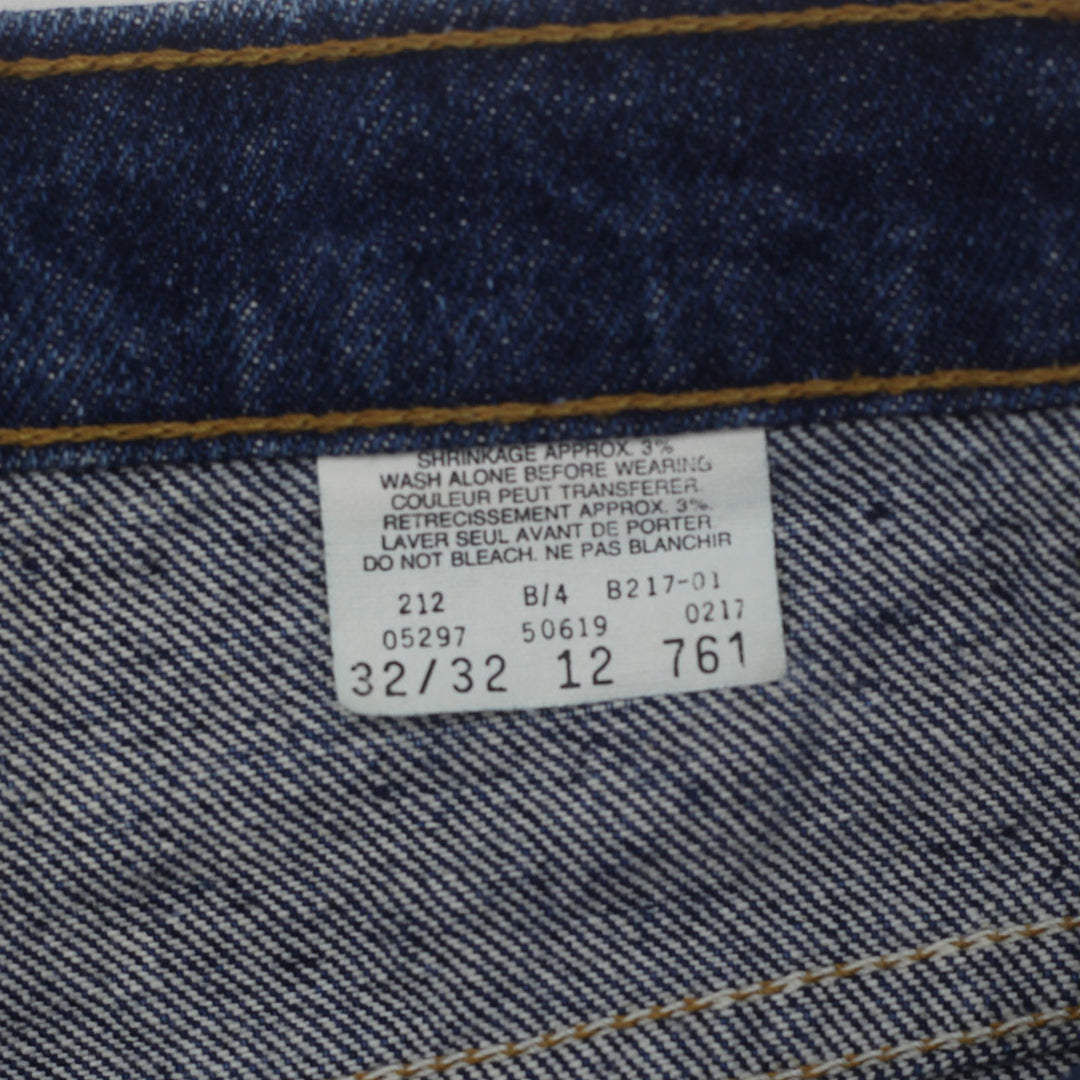 SHRINKAGE APPROX. 3%
WASH ALONE BEFORE WEARING
COULEUR PEUT TRANSFERER.
RETRECISSEMENT APPROX. 3%.
LAVER SEUL AVANT DE PORTER.
DO NOT BLEACH. NE PAS BLANCHIR
212 B/4 B217-01
05297 50619 0217
32/32 12 761